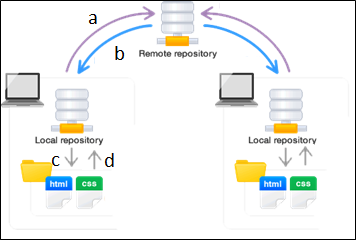 a
b
Remote repository
Local repository
Local repository
c
d
html
css
html
css